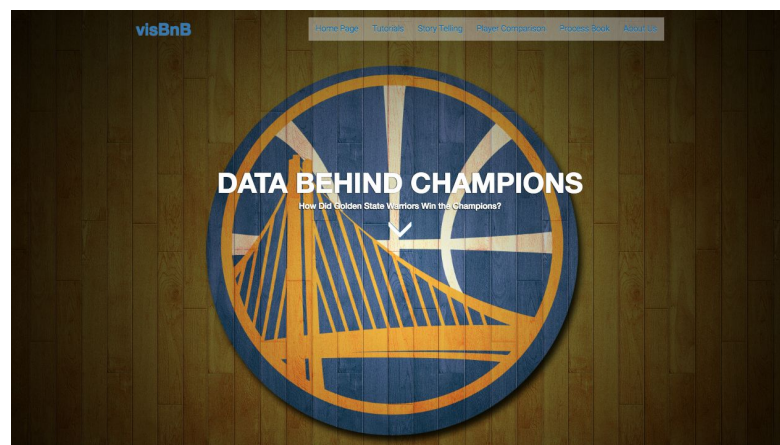 visBnB
Home Page Tutorials Story Telling Player Comparison Process Book About Us
DATA BEHIND CHAMPIONS
How Did Golden State Warriors Win the Champions?